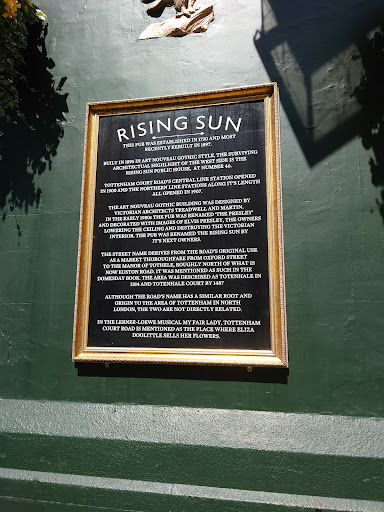 RISING SUN
THIS PUB WAS ESTABLISHED IN 1730 AND MOST
RECENTLY REBUILT IN 1897.
BUILT IN 1896 IN ART NOUVEAU GOTHIC STYLE, THE SURVIVING
ARCHITECTURAL HIGHLIGHT OF THE WEST SIDE IS THE
RISING SUN PUBLIC HOUSE, AT NUMBER 46.
TOTTENHAM COURT ROAD'S CENTRAL LINE STATION OPENED
IN 1900 AND THE NORTHERN LINE STATIONS ALONG IT'S LENGTH
ALL OPENED IN 1907.
THE ART NOUVEAU GOTHIC BUILDING WAS DESIGNED BY
VICTORIAN ARCHITECTS TREADWELL AND MARTIN.
IN THE EARLY 1980 THE PUB WAS RENAMED 'THE PRESLEY'
AND DECORATED WITH IMAGES OF ELVIS PRESLEY, THE OWNERS
LOWERING THE CEILING AND DESTROYING THE VICTORIAN
INTERIOR. THE PUB WAS RENAMED THE RISING SUN BY
IT'S NEXT OWNERS.
THE STREET NAME DERIVES FROM THE ROAD'S ORIGINAL USE
AS A MARKET THOROUGHFARE FROM OXFORD STREET
TO THE MANOR OF TOTHELE, ROUGHLY NORTH OF WHAT IS
NOW EUSTON ROAD. IT WAS MENTIONED AS SUCH IN THE
DOMESDAY BOOK. THE AREA WAS DESCRIBED AS TOTENHALE IN
1184 AND TOTENHALE COURT BY 1487
ALTHOUGH THE ROAD'S NAME HAS A SIMILAR ROOT AND
ORIGIN TO THE AREA OF TOTTENHAM IN NORTH
LONDON, THE TWO ARE NOT DIRECTLY RELATED.
IN THE LERNER-LOEWE MUSICAL MY FAIR LADY, TOTTENHAM
COURT ROAD IS MENTIONED AS THE PLACE WHERE ELIZA
DOOLITTLE SELLS HER FLOWERS.